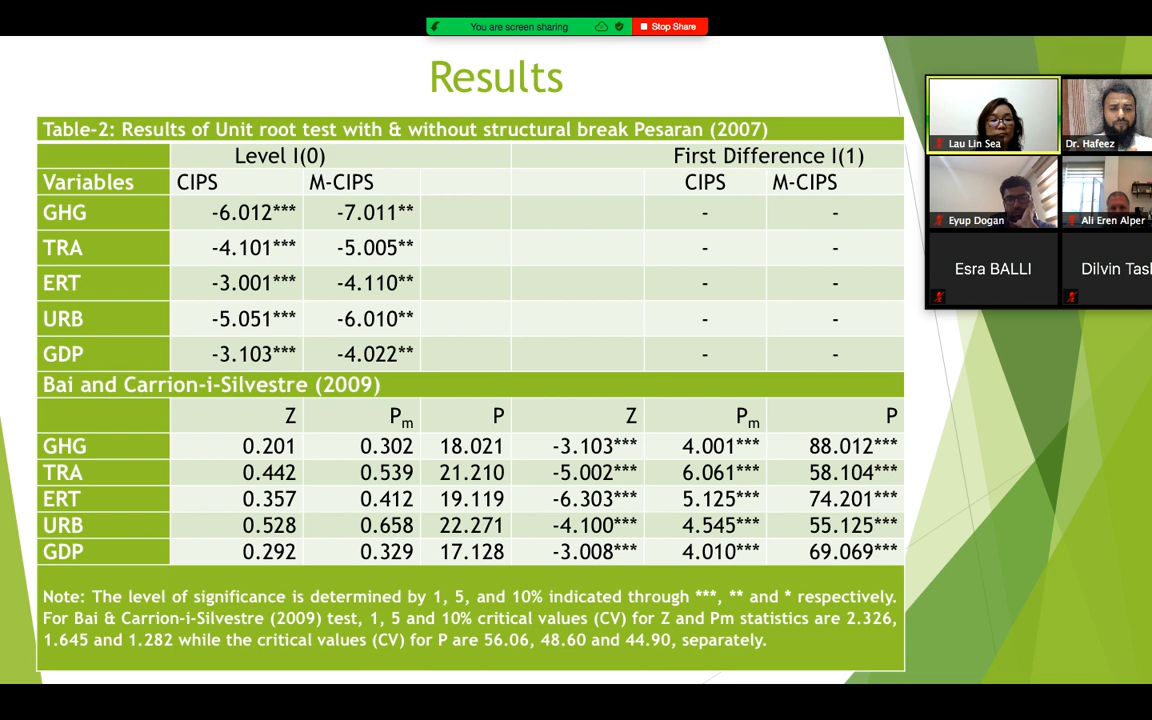 You are screen sharing Stop Share
Results
Table-2: Results of Unit root test with & without structural break Pesaran (2007)
Level I(0) First Difference I(1)
Variables CIPS M-CIPS CIPS M-CIPS
GHG -6.012*** -7.011** - -
TRA -4.101*** -5.005** - -
ERT -3.001*** -4.110** - -
URB -5.051*** -6.010** - -
GDP -3.103*** -4.022** - -
Bai and Carrion-i-Silvestre (2009)
Z Pm P Z Pm P
GHG 0.201 0.302 18.021 -3.103*** 4.001*** 88.012***
TRA 0.442 0.539 21.210 -5.002*** 6.061*** 58.104***
ERT 0.357 0.412 19.119 -6.303*** 5.125*** 74.201***
URB 0.528 0.658 22.271 -4.100*** 4.545*** 55.125***
GDP 0.292 0.329 17.128 -3.008*** 4.010*** 69.069***
Note: The level of significance is determined by 1, 5, and 10% indicated through ***, ** and * respectively.
For Bai & Carrion-i-Silvestre (2009) test, 1, 5 and 10% critical values (CV) for Z and Pm statistics are 2.326,
1.645 and 1.282 while the critical values (CV) for P are 56.06, 48.60 and 44.90, separately.
Lau Lin Sea Dr. Hafeez
Eyup Dogan Ali Eren Alper
Esra BALLI Dilvin Tas